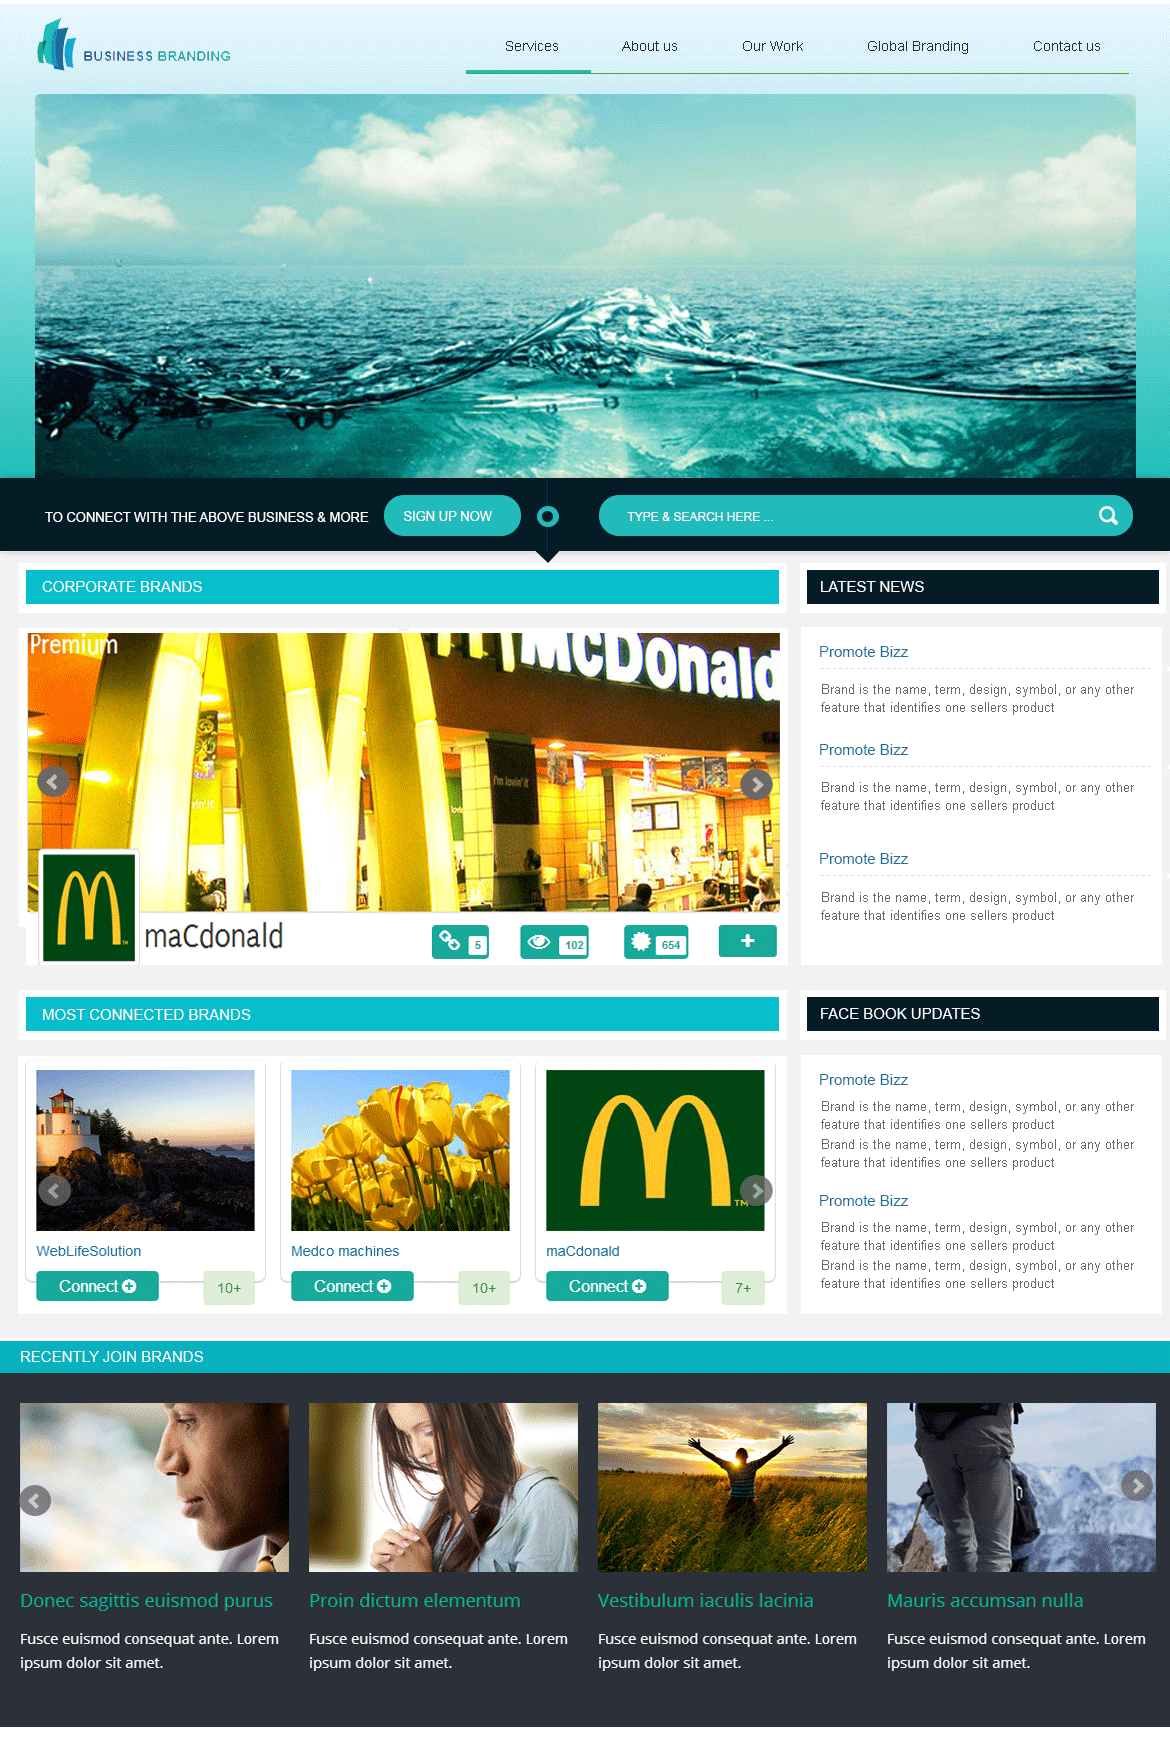 BUSINESS BRANDING
Services
About us
Our Work
Global Branding
Contact us
TO CONNECT WITH THE ABOVE BUSINESS & MORE
SIGN UP NOW
TYPE & SEARCH HERE ...
CORPORATE BRANDS
Premium
McDonald
i'm lovin' it
maCdonald
5
102
654
LATEST NEWS
Promote Bizz
Brand is the name, term, design, symbol, or any other
feature that identifies one sellers product
Promote Bizz
Brand is the name, term, design, symbol, or any other
feature that identifies one sellers product
Promote Bizz
Brand is the name, term, design, symbol, or any other
feature that identifies one sellers product
MOST CONNECTED BRANDS
WebLifeSolution
Connect
10+
Medco machines
Connect
10+
TM
maCdonald
Connect
7+
FACE BOOK UPDATES
Promote Bizz
Brand is the name, term, design, symbol, or any other
feature that identifies one sellers product
Brand is the name, term, design, symbol, or any other
feature that identifies one sellers product
Promote Bizz
Brand is the name, term, design, symbol, or any other
feature that identifies one sellers product
Brand is the name, term, design, symbol, or any other
feature that identifies one sellers product
RECENTLY JOIN BRANDS
Donec sagittis euismod purus
Fusce euismod consequat ante. Lorem
ipsum dolor sit amet.
Proin dictum elementum
Fusce euismod consequat ante. Lorem
ipsum dolor sit amet.
Vestibulum iaculis lacinia
Fusce euismod consequat ante. Lorem
ipsum dolor sit amet.
Mauris accumsan nulla
Fusce euismod consequat ante. Lorem
ipsum dolor sit amet.